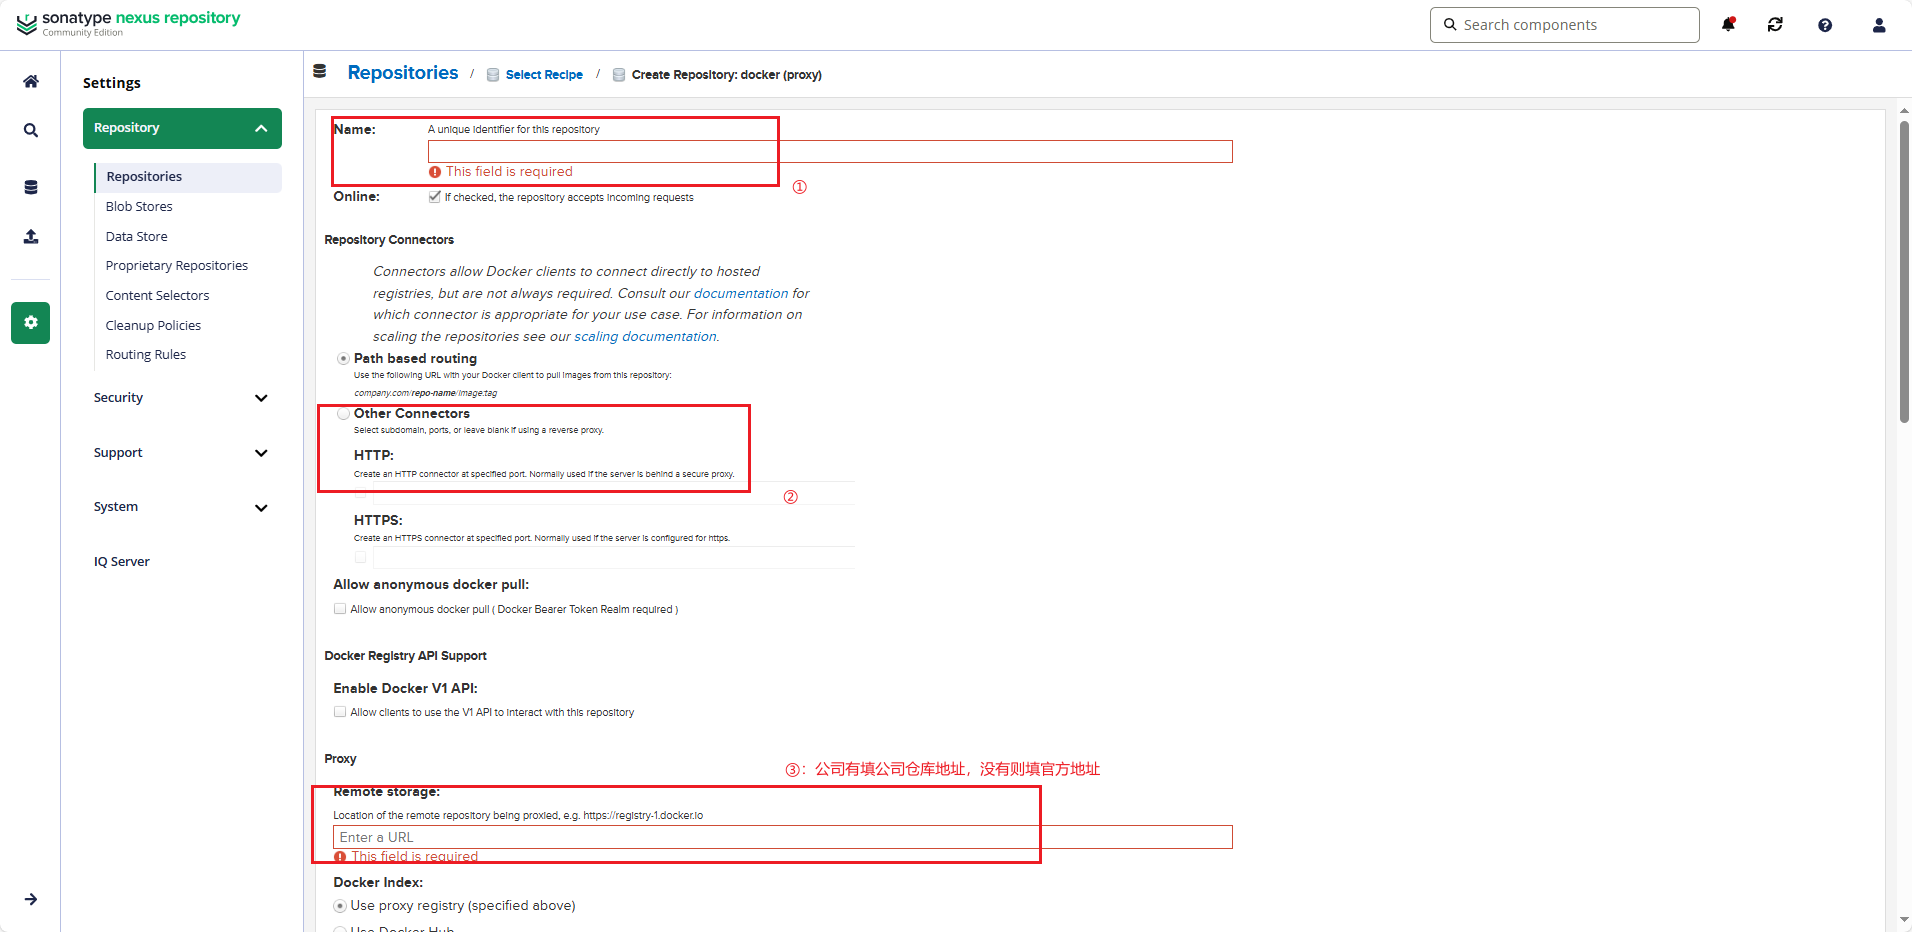 sonatype nexus repository
Community Edition
Search components
Settings
Repository
Repositories
Blob Stores
Data Store
Proprietary Repositories
Content Selectors
Cleanup Policies
Routing Rules
Security
Support
System
IQ Server
Repositories / Select Recipe / Create Repository: docker (proxy)
Name:
A unique identifier for this repository
This field is required
①
Online:
If checked, the repository accepts incoming requests
Repository Connectors
Connectors allow Docker clients to connect directly to hosted
registries, but are not always required. Consult our documentation for
which connector is appropriate for your use case. For information on
scaling the repositories see our scaling documentation.
Path based routing
Use the following URL with your Docker client to pull images from this repository:
company.com/repo-name/image:tag
Other Connectors
Select subdomain, ports, or leave blank if using a reverse proxy.
HTTP:
Create an HTTP connector at specified port. Normally used if the server is behind a secure proxy.
②
HTTPS:
Create an HTTPS connector at specified port. Normally used if the server is configured for https.
Allow anonymous docker pull:
Allow anonymous docker pull ( Docker Bearer Token Realm required )
Docker Registry API Support
Enable Docker V1 API:
Allow clients to use the V1 API to interact with this repository
Proxy
③：公司有填公司仓库地址，没有则填官方地址
Remote storage:
Location of the remote repository being proxied, e.g. https://registry-1.docker.io
Enter a URL
This field is required
Docker Index:
Use proxy registry (specified above)
Use Docker Hub